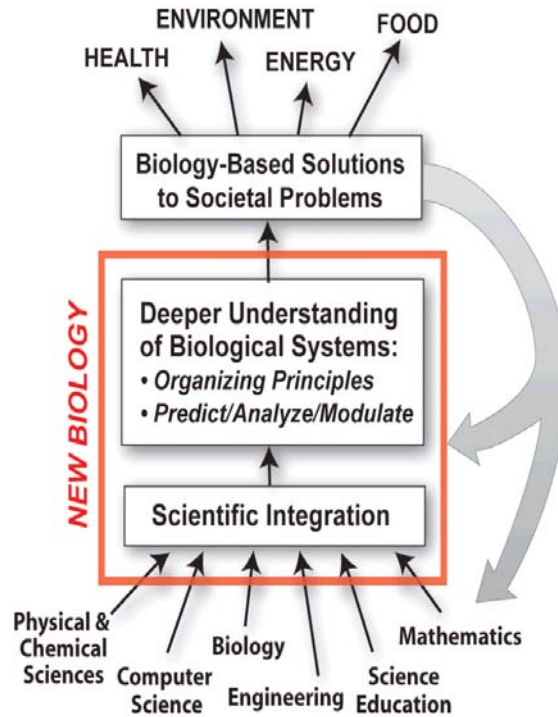 ENVIRONMENT
FOOD
HEALTH
ENERGY
Biology-Based Solutions
to Societal Problems
NEW BIOLOGY
Deeper Understanding
of Biological Systems:
• Organizing Principles
• Predict/Analyze/Modulate
Scientific Integration
Physical &
Chemical
Sciences
Computer
Science
Biology
Engineering
Science
Education
Mathematics